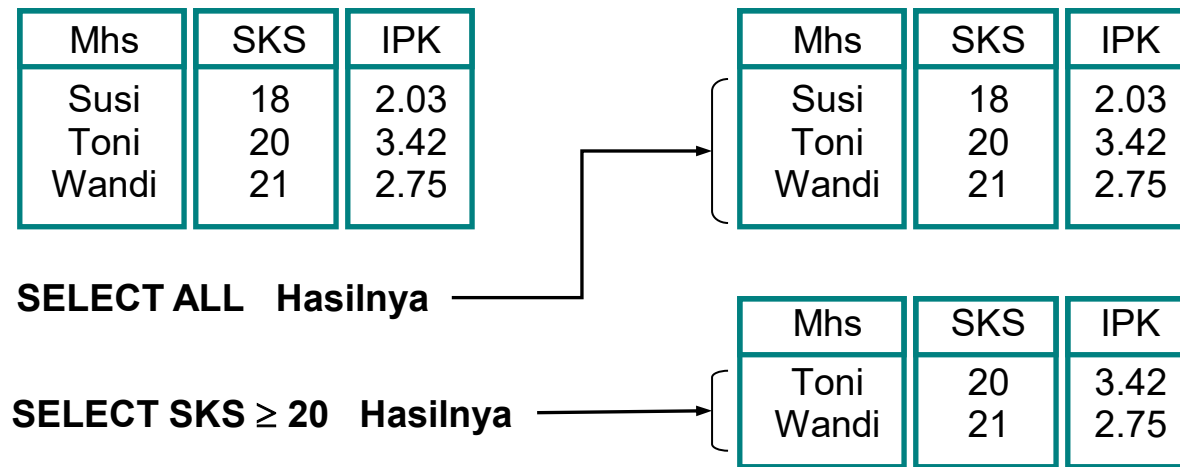 Mhs SKS IPK
Susi 18 2.03
Toni 20 3.42
Wandi 21 2.75
Mhs SKS IPK
Susi 18 2.03
Toni 20 3.42
Wandi 21 2.75
SELECT ALL Hasilnya
SELECT SKS ≥ 20 Hasilnya
Mhs SKS IPK
Toni 20 3.42
Wandi 21 2.75